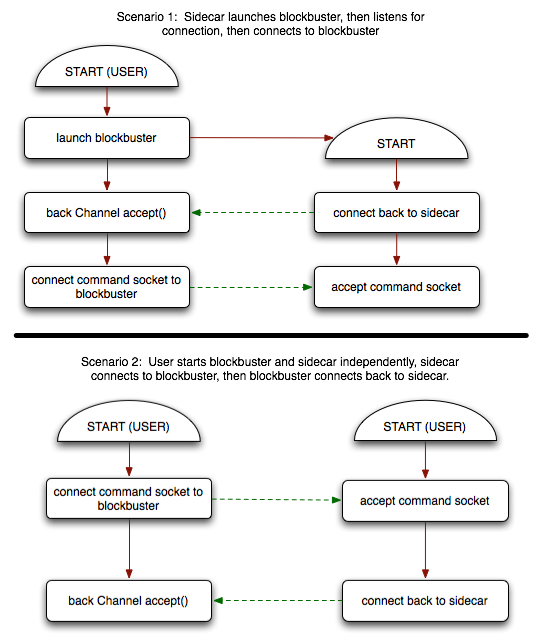 Scenario 1:  Sidecar launches blockbuster, then listens for
connection, then connects to blockbuster
START (USER)
launch blockbuster
START
back Channel accept()
connect back to sidecar
connect command socket to
blockbuster
accept command socket
Scenario 2:  User starts blockbuster and sidecar independently, sidecar
connects to blockbuster, then blockbuster connects back to sidecar.
START (USER)
START (USER)
connect command socket to
blockbuster
accept command socket
back Channel accept()
connect back to sidecar